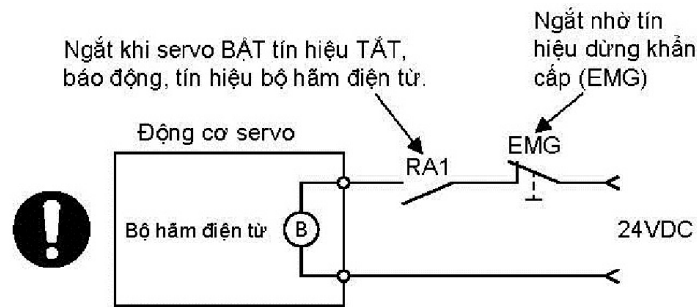 Ngắt khi servo BẬT tín hiệu TẮT,
báo động, tín hiệu bộ hãm điện từ.
Ngắt nhờ tín
hiệu dừng khẩn
cấp (EMG)
Động cơ servo
RA1
EMG
Bộ hãm điện từ
B
24VDC